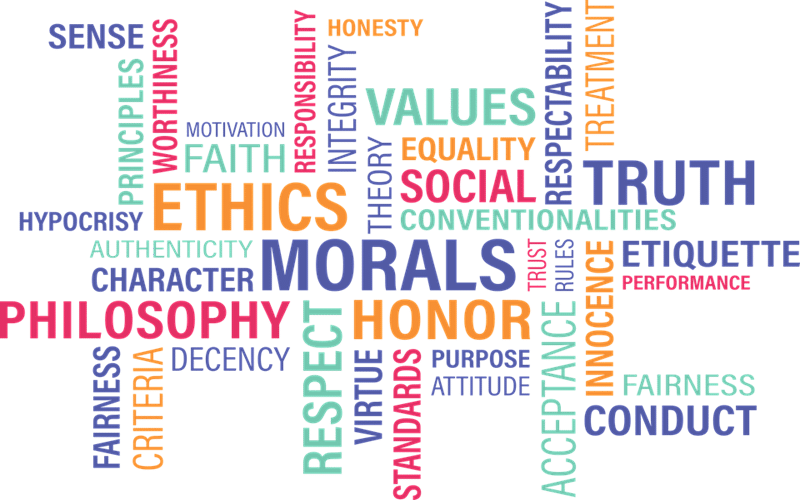 SENSE
PRINCIPLES
WORTHINESS
MOTIVATION
FAITH
RESPONSIBILITY
HONESTY
INTEGRITY
VALUES
THEORY
EQUALITY
SOCIAL
RESPECTABILITY
TREATMENT
TRUTH
HYPOCRISY
ETHICS
CONVENTIONALITIES
AUTHENTICITY
CHARACTER
MORALS
TRUST
RULES
INNOCENCE
ETIQUETTE
PERFORMANCE
PHILOSOPHY
RESPECT
HONOR
ACCEPTANCE
FAIRNESS
CRITERIA
DECENCY
VIRTUE
STANDARDS
PURPOSE
ATTITUDE
FAIRNESS
CONDUCT